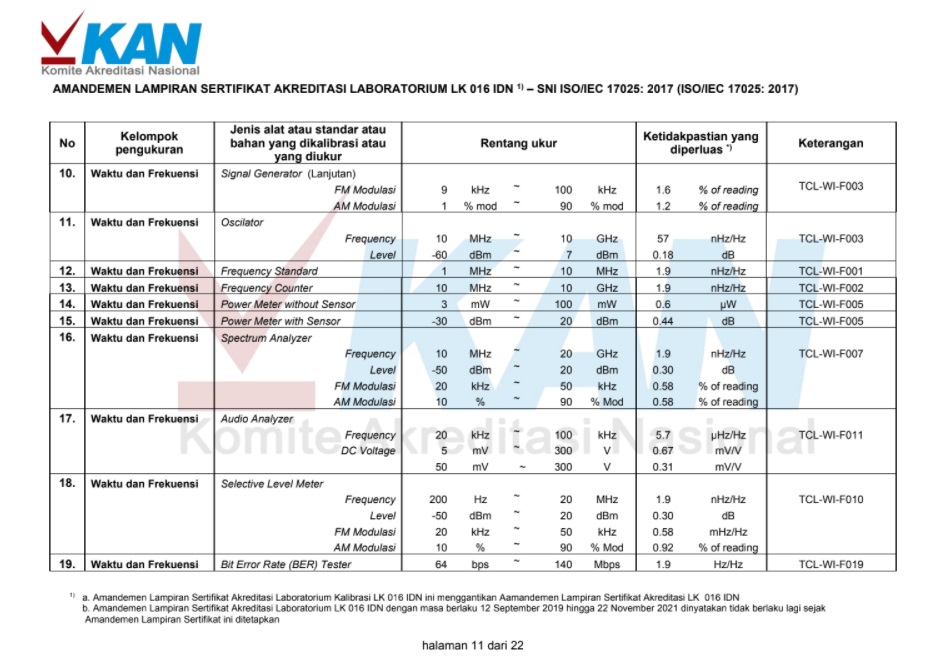 KAN
Komite Akreditasi Nasional
AMANDEMEN LAMPIRAN SERTIFIKAT AKREDITASI LABORATORIUM LK 016 IDN 1) – SNI ISO/IEC 17025: 2017 (ISO/IEC 17025: 2017)
No Kelompok pengukuran Jenis alat atau standar atau bahan yang dikalibrasi atau yang diukur Rentang ukur Ketidakpastian yang diperluas *) Keterangan
10. Waktu dan Frekuensi Signal Generator (Lanjutan)
FM Modulasi 9 kHz ~ 100 kHz 1.6 % of reading TCL-WI-F003
AM Modulasi 1 % mod ~ 90 % mod 1.2 % of reading
11. Waktu dan Frekuensi Oscilator
Frequency 10 MHz ~ 10 GHz 57 nHz/Hz TCL-WI-F003
Level -60 dBm ~ 7 dBm 0.18 dB
12. Waktu dan Frekuensi Frequency Standard 1 MHz ~ 10 MHz 1.9 nHz/Hz TCL-WI-F001
13. Waktu dan Frekuensi Frequency Counter 10 MHz ~ 10 GHz 1.9 nHz/Hz TCL-WI-F002
14. Waktu dan Frekuensi Power Meter without Sensor 3 mW ~ 100 mW 0.6 µW TCL-WI-F005
15. Waktu dan Frekuensi Power Meter with Sensor -30 dBm ~ 20 dBm 0.44 dB TCL-WI-F005
16. Waktu dan Frekuensi Spectrum Analyzer
Frequency 10 MHz ~ 20 GHz 1.9 nHz/Hz TCL-WI-F007
Level -50 dBm ~ 20 dBm 0.30 dB
FM Modulasi 20 kHz ~ 50 kHz 0.58 % of reading
AM Modulasi 10 % ~ 90 % Mod 0.58 % of reading
17. Waktu dan Frekuensi Audio Analyzer
Frequency 20 kHz ~ 100 kHz 5.7 µHz/Hz TCL-WI-F011
DC Voltage 5 mV ~ 300 V 0.67 mV/V
50 mV ~ 300 V 0.31 mV/V
18. Waktu dan Frekuensi Selective Level Meter
Frequency 200 Hz ~ 20 MHz 1.9 nHz/Hz TCL-WI-F010
Level -50 dBm ~ 20 dBm 0.30 dB
FM Modulasi 20 kHz ~ 50 kHz 0.58 mHz/Hz
AM Modulasi 10 % ~ 90 % Mod 0.92 % of reading
19. Waktu dan Frekuensi Bit Error Rate (BER) Tester 64 bps ~ 140 Mbps 1.9 Hz/Hz TCL-WI-F019
KAN
Komite Akreditasi Nasional
1) a. Amandemen Lampiran Sertifikat Akreditasi Laboratorium Kalibrasi LK 016 IDN ini menggantikan Aamandemen Lampiran Sertifikat Akreditasi LK 016 IDN
b. Amandemen Lampiran Sertifikat Akreditasi Laboratorium LK 016 IDN dengan masa berlaku 12 September 2019 hingga 22 November 2021 dinyatakan tidak berlaku lagi sejak
Amandemen Lampiran Sertifikat ini ditetapkan
halaman 11 dari 22